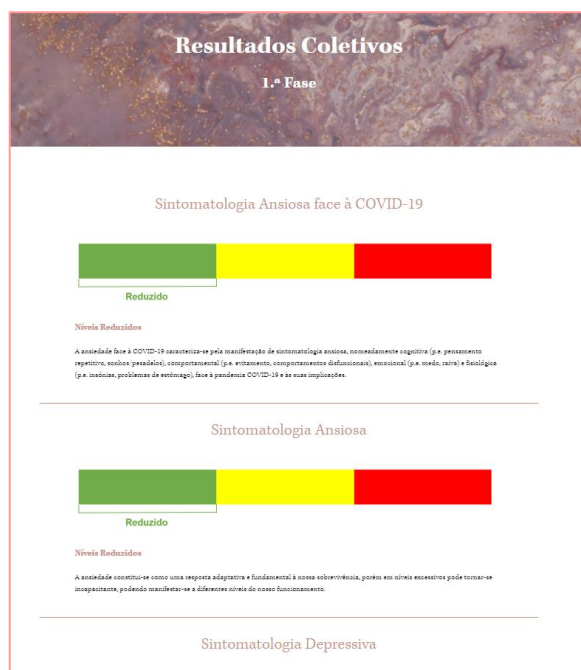 Resultados Coletivos
1.ª Fase
Sintomatologia Ansiosa face à COVID-19
Reduzido
Níveis Reduzidos
A ansiedade face à COVID-19 caracteriza-se pela manifestação de sintomatologia ansiosa, nomeadamente cognitiva (p.e. pensamento
repetitivo, sonhos/pesadelos), comportamental (p.e. evitamento, comportamentos disfuncionais), emocional (p.e. medo, raiva) e fisiológica
(p.e. insónias, problemas de estômago), face à pandemia COVID-19 e às suas implicações.
Sintomatologia Ansiosa
Reduzido
Níveis Reduzidos
A ansiedade constitui-se como uma resposta adaptativa e fundamental à nossa sobrevivência, porém em níveis excessivos pode tornar-se
incapacitante, podendo manifestar-se a diferentes níveis do nosso funcionamento.
Sintomatologia Depressiva